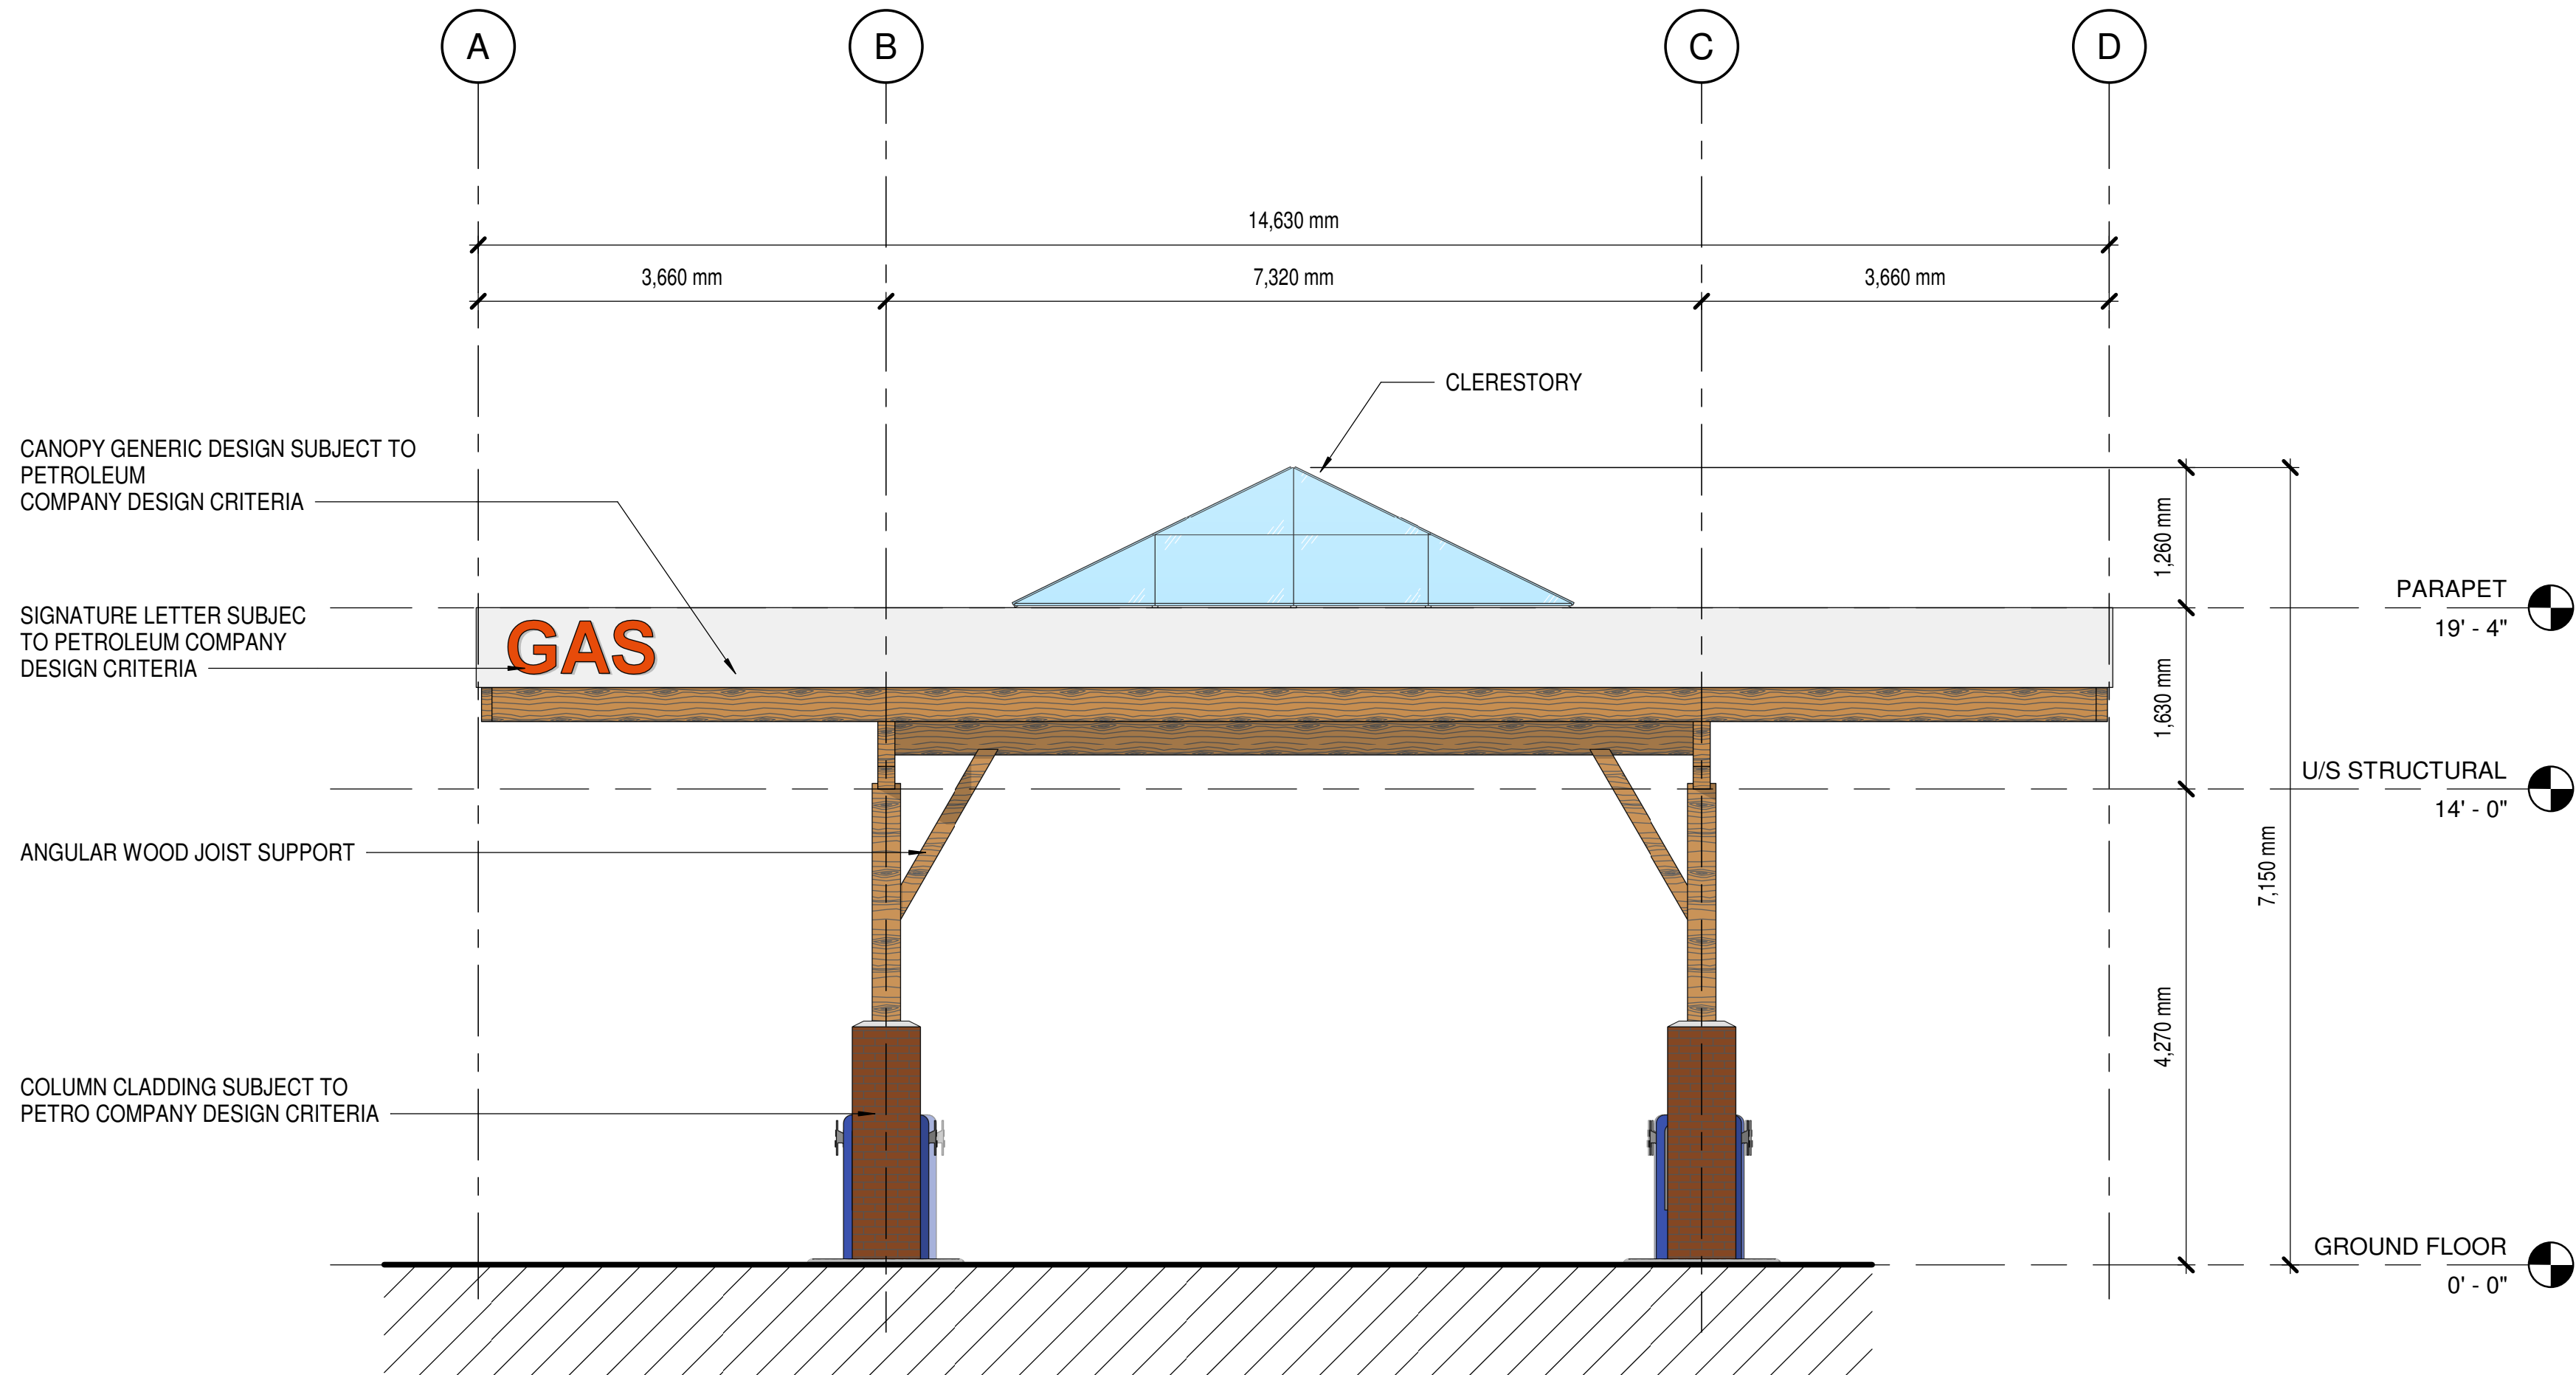 A
B
C
D
14,630 mm
3,660 mm
7,320 mm
3,660 mm
CLERESTORY
CANOPY GENERIC DESIGN SUBJECT TO
PETROLEUM
COMPANY DESIGN CRITERIA
1,260 mm
PARAPET
19' - 4"
SIGNATURE LETTER SUBJEC
TO PETROLEUM COMPANY
DESIGN CRITERIA
GAS
1,630 mm
U/S STRUCTURAL
14' - 0"
ANGULAR WOOD JOIST SUPPORT
7,150 mm
4,270 mm
COLUMN CLADDING SUBJECT TO
PETRO COMPANY DESIGN CRITERIA
GROUND FLOOR
0' - 0"